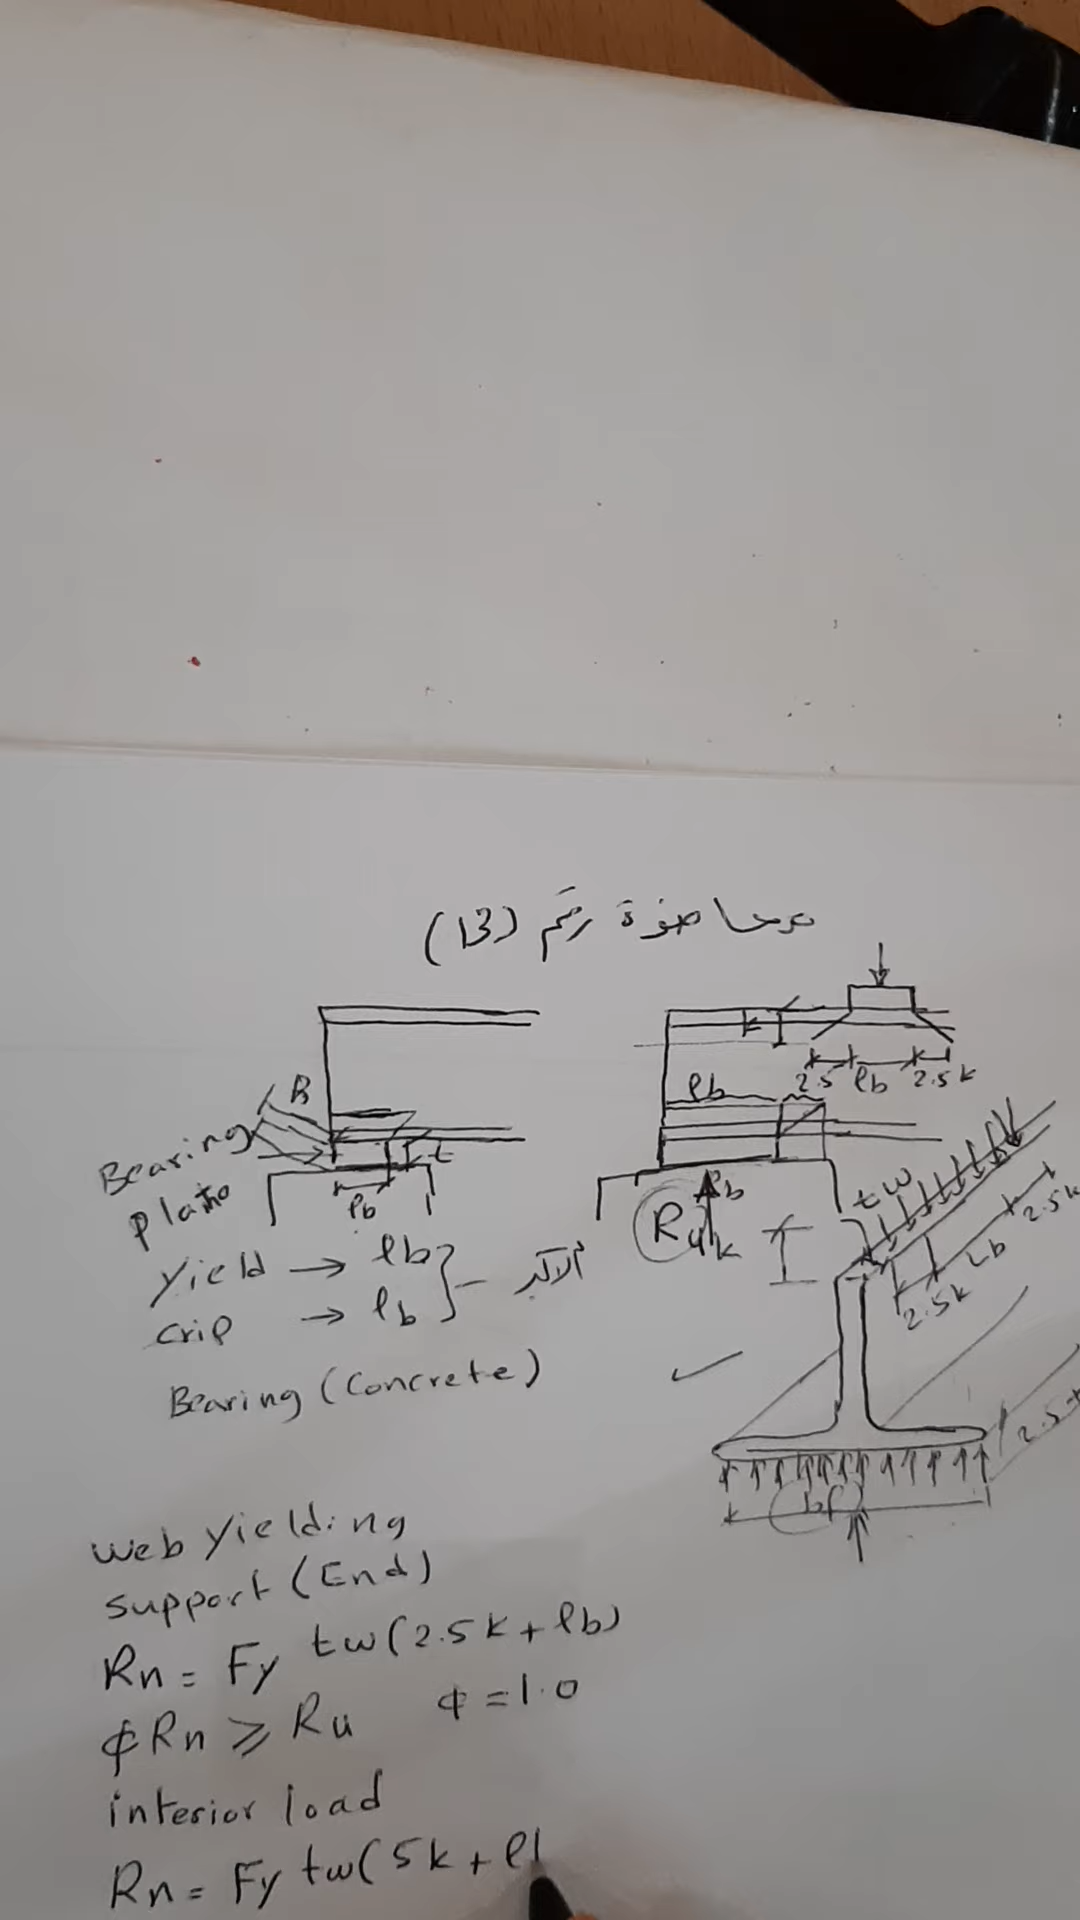 محاضرة رقم (13)
B
Bearing
plate
t
lb
lb
k
2.5 lb 2.5k
lb
Ru
k
tw
2.5k Lb 2.5k
2.5k
bf
Yield → lb
crip → lb
الاكبر
Bearing (Concrete) ✓
web Yielding
support (End)
Rn = Fy tw (2.5k + lb)
ϕRn ≥ Ru ϕ = 1.0
interior load
Rn = Fy tw (5k + l